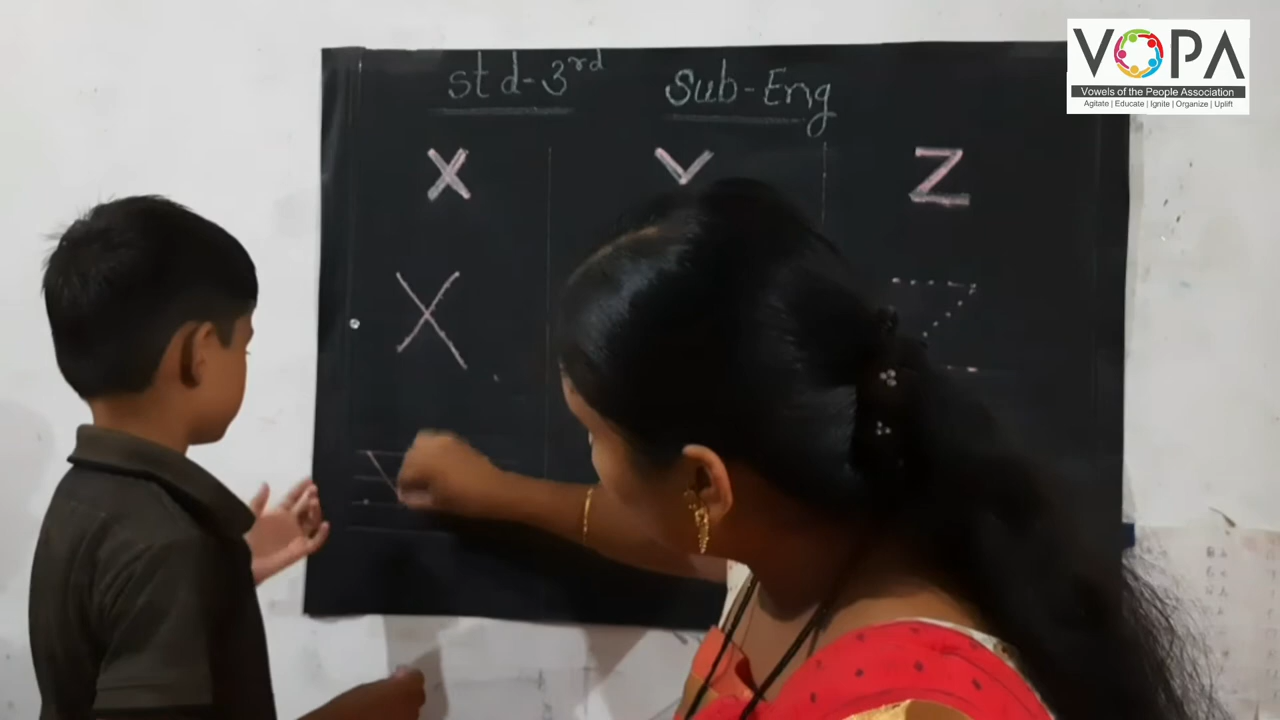 VOPA
Vowels of the People Association
Agitate | Educate | Ignite | Organize | Uplift
Std-3rd Sub-Eng
X Y Z
X Z